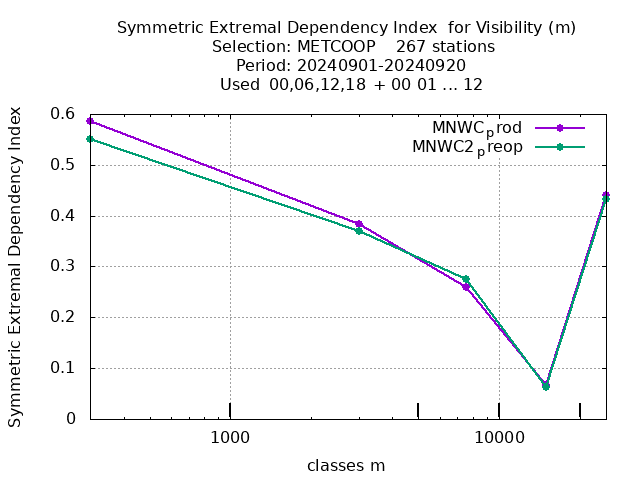 Symmetric Extremal Dependency Index for Visibility (m)
Selection: METCOOP 267 stations
Period: 20240901-20240920
Used 00,06,12,18 + 00 01 ... 12
Symmetric Extremal Dependency Index
0.6
0.5
0.4
0.3
0.2
0.1
0
MNWCprod
MNWC2preop
1000
10000
classes m